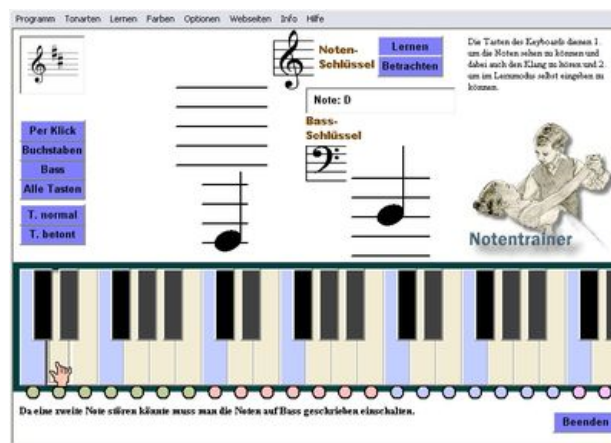 Programm Tonarten Lernen Farben Optionen Webseiten Info Hilfe
Noten-
Schlüssel
Lernen
Betrachten
Die Tasten des Keyboards dienen 1.
um die Noten sehen zu können und
dabei auch den Klang zu hören und 2.
um im Lernmodus selbst eingeben zu
können.
Note: D
Bass-
Schlüssel
Per Klick
Buchstaben
Bass
Alle Tasten
T. normal
T. betont
Notentrainer
Da eine zweite Note stören könnte muss man die Noten auf Bass geschrieben einschalten.
Beenden